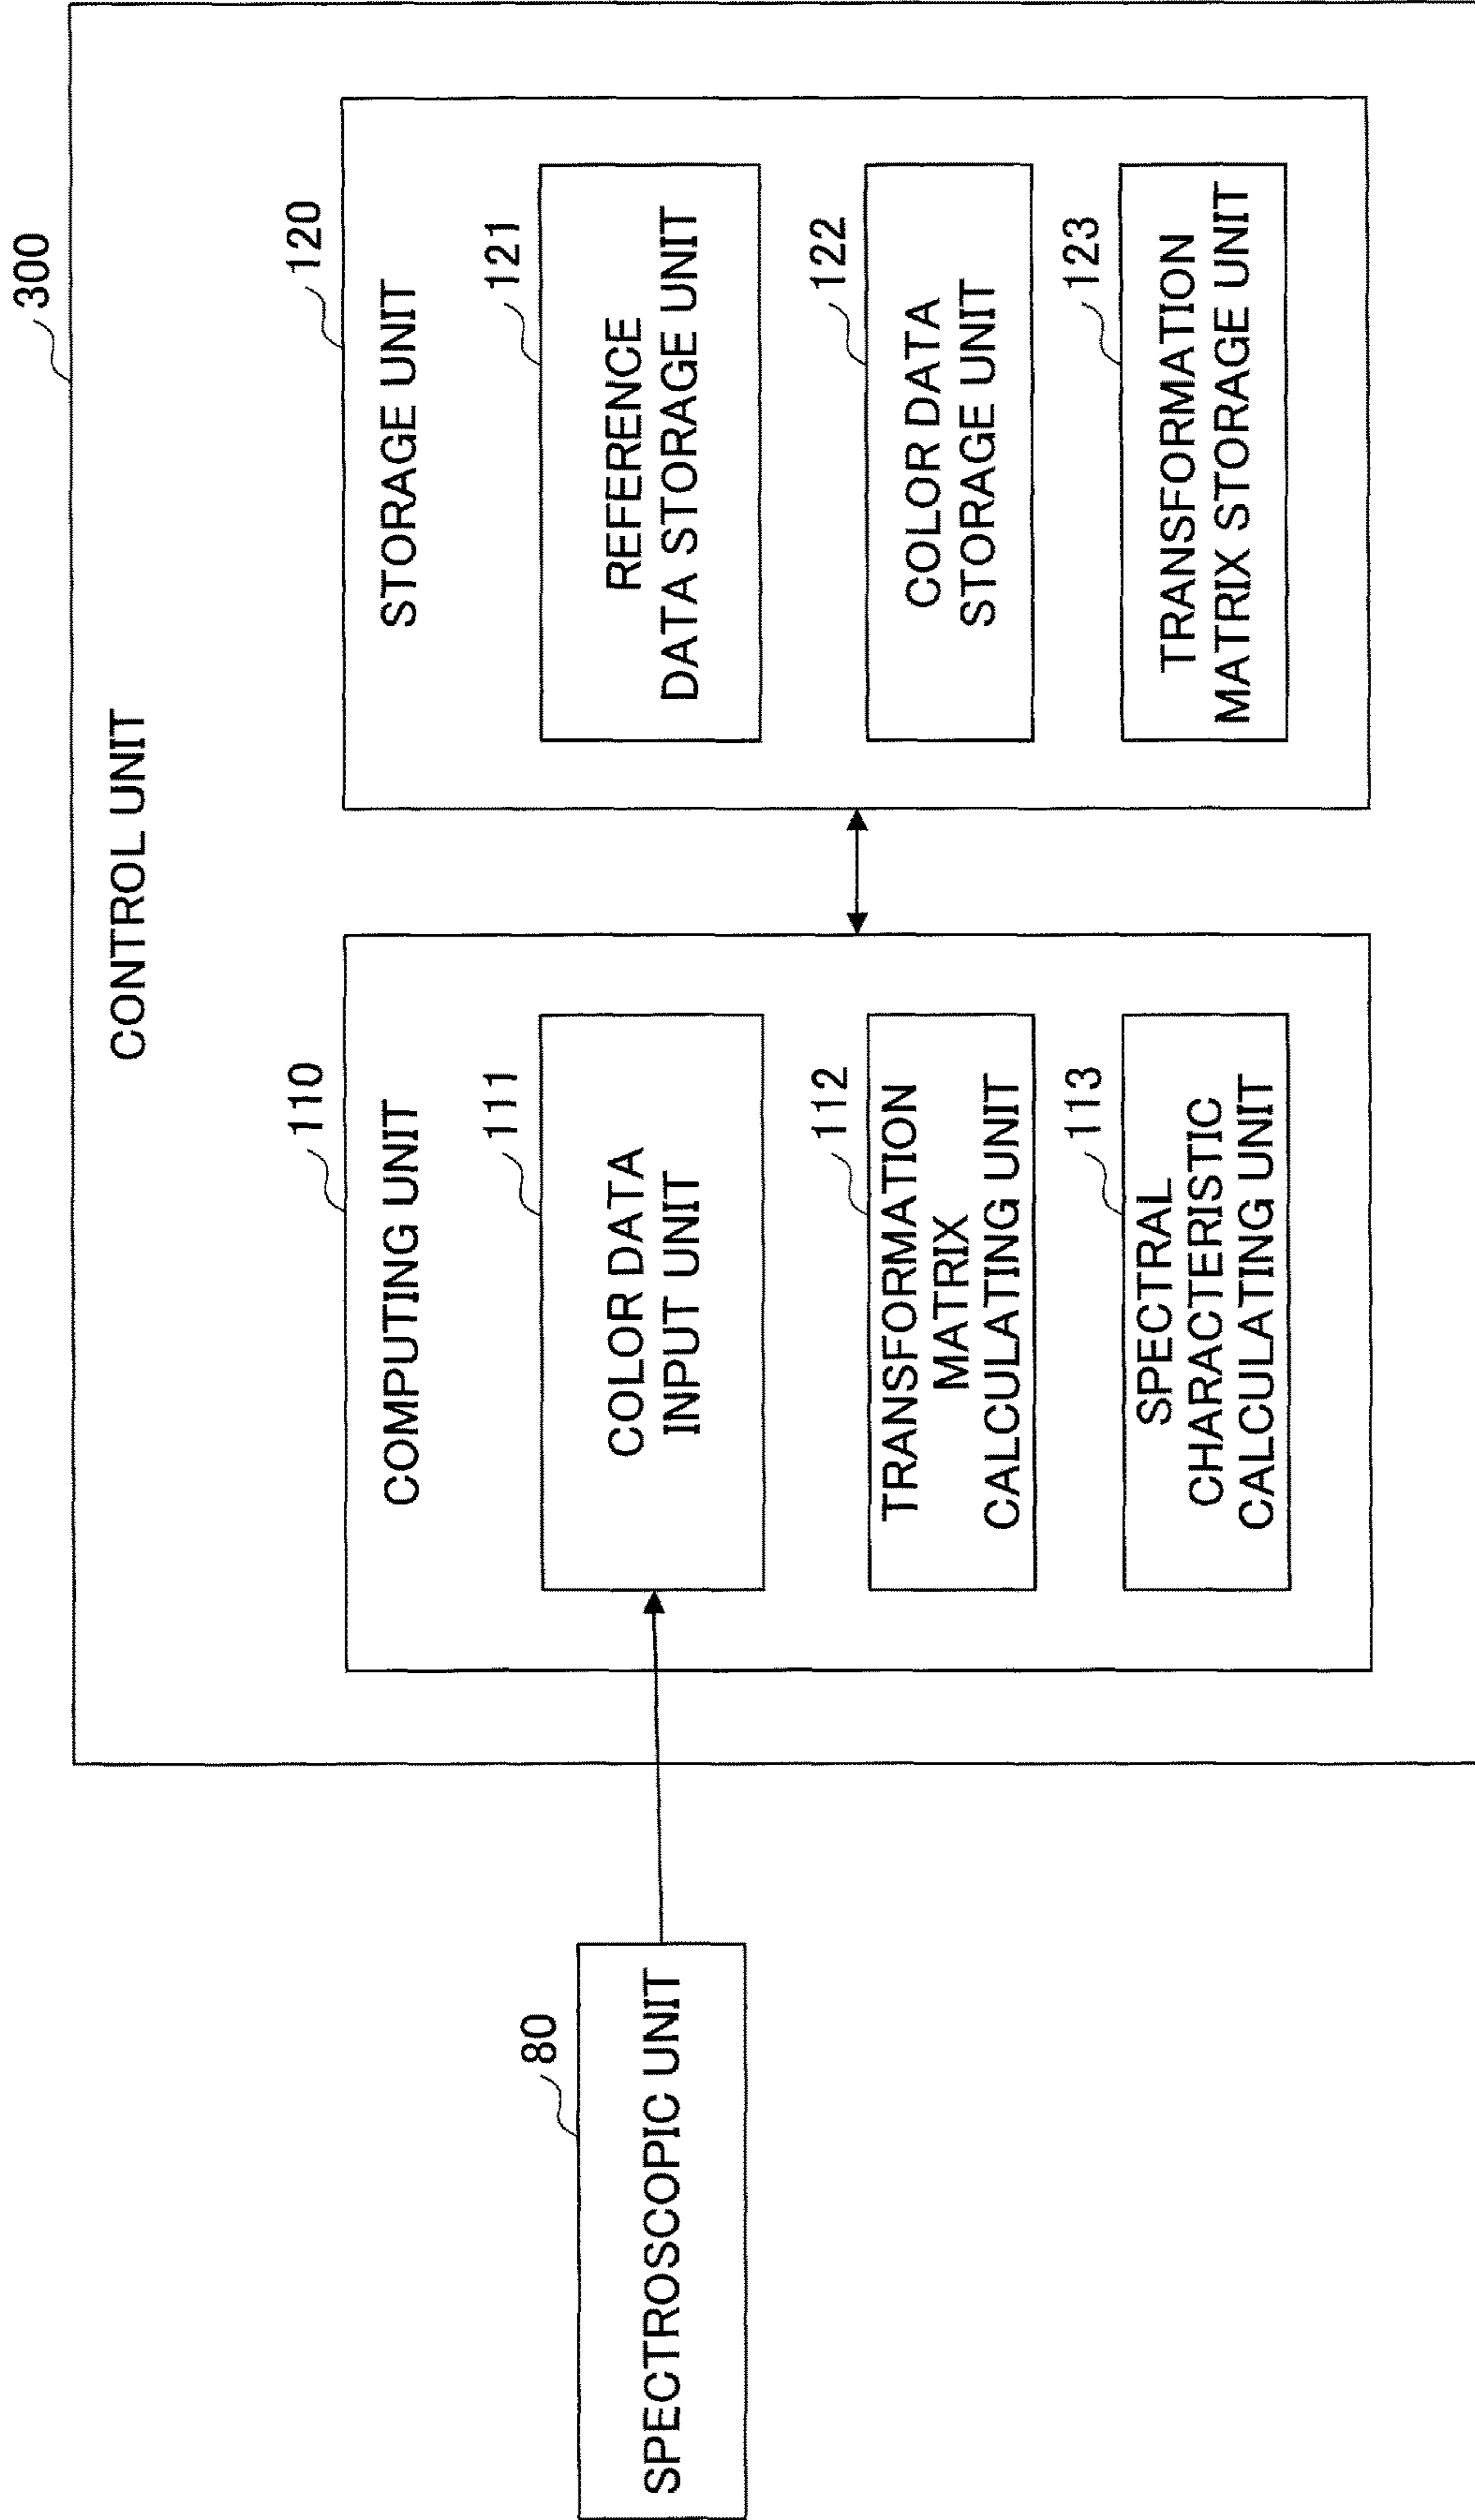 300
CONTROL UNIT
110
COMPUTING UNIT
111
COLOR DATA
INPUT UNIT
112
TRANSFORMATION
MATRIX
CALCULATING UNIT
113
SPECTRAL
CHARACTERISTIC
CALCULATING UNIT
120
STORAGE UNIT
121
REFERENCE
DATA STORAGE UNIT
122
COLOR DATA
STORAGE UNIT
123
TRANSFORMATION
MATRIX STORAGE UNIT
80
SPECTROSCOPIC UNIT